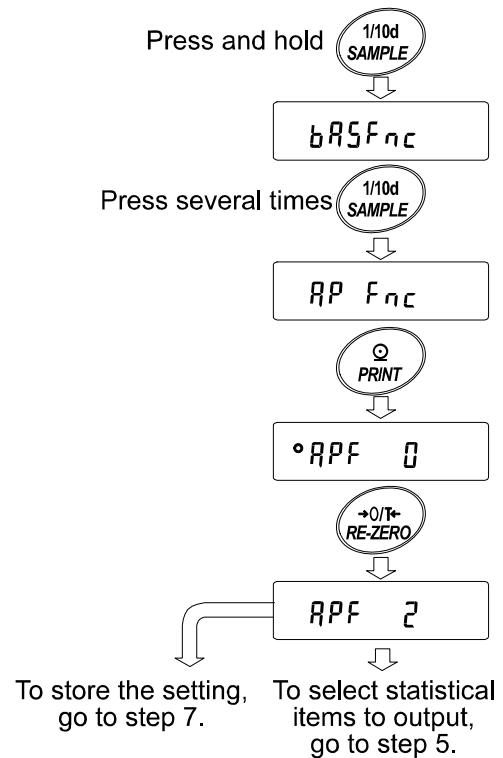 Press and hold
1/10d
SAMPLE
bASFnc
Press several times
1/10d
SAMPLE
AP Fnc
PRINT
APF 0
→0/T←
RE-ZERO
APF 2
To store the setting,
go to step 7.
To select statistical
items to output,
go to step 5.